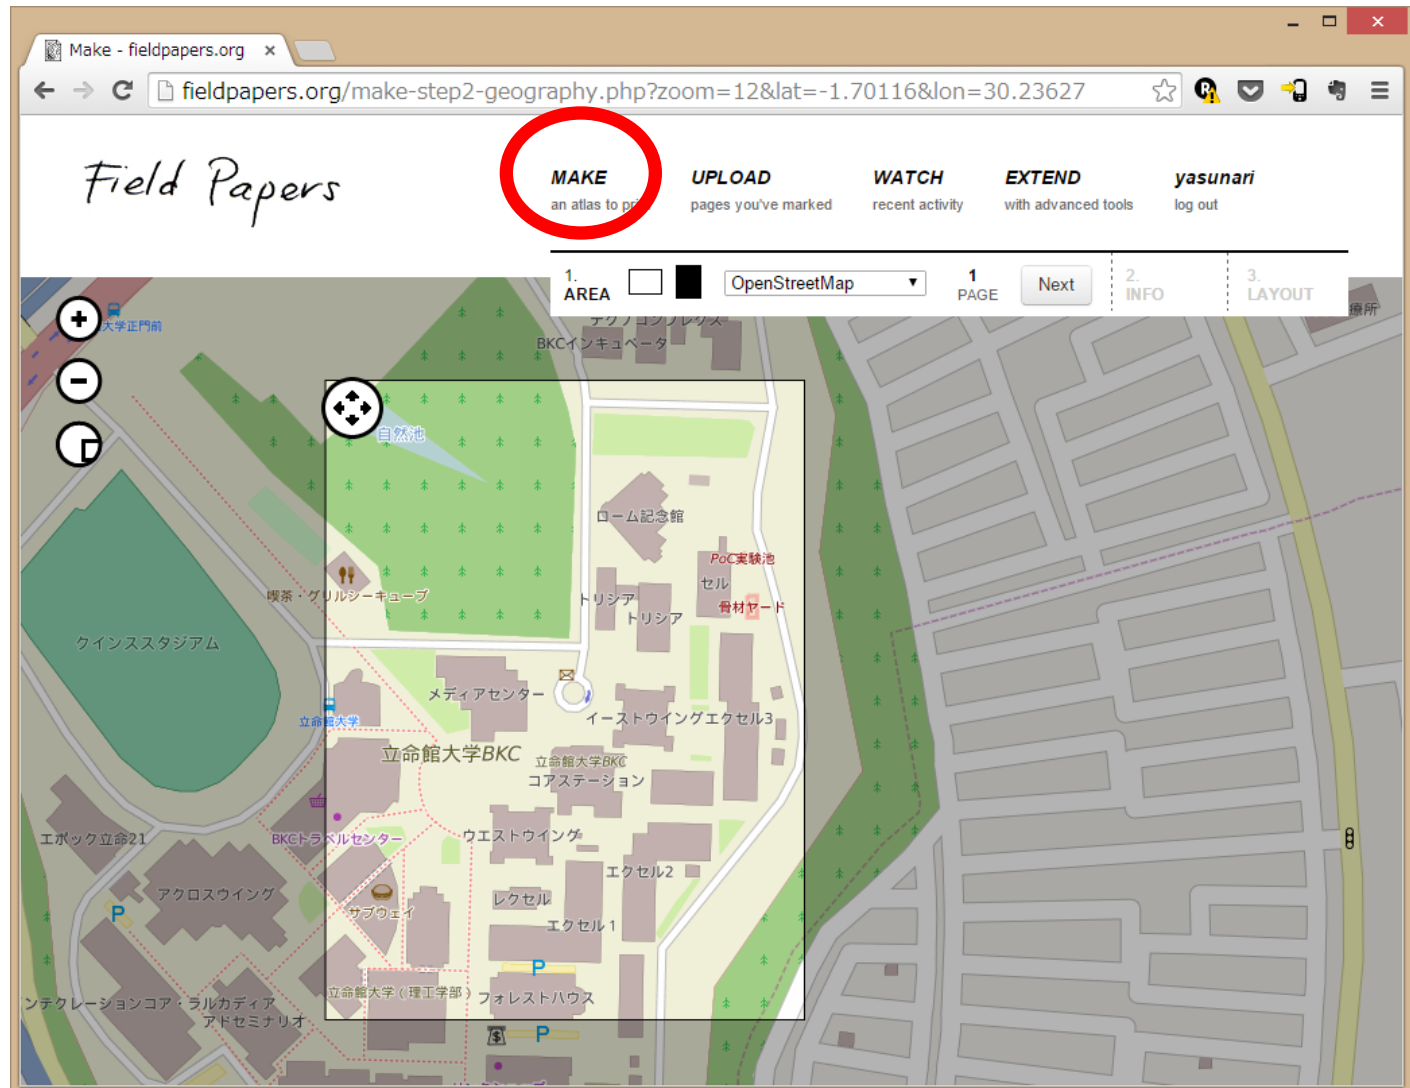 Make - fieldpapers.org
fieldpapers.org/make-step2-geography.php?zoom=12&lat=-1.70116&lon=30.23627
Field Papers
MAKE
an atlas to pri
UPLOAD
pages you've marked
WATCH
recent activity
EXTEND
with advanced tools
yasunari
log out
1.
AREA
OpenStreetMap
1
PAGE
Next
2.
INFO
3.
LAYOUT
大学正門前
テクノコンプレクス
BKCインキュベータ
療所
自然池
ローム記念館
PoC実験池
セル
喫茶・グリルシーキューブ
トリシア
骨材ヤード
トリシア
クインススタジアム
メディアセンター
立命館大学
イーストウイング
エクセル3
立命館大学BKC
立命館大学BKC
コアステーション
エポック立命21
BKCトラベルセンター
ウエストウイング
エクセル2
アクロスウイング
レクセル
P
サブウェイ
エクセル1
P
立命館大学(理工学部)
フォレストハウス
ンテグレーションコア・ラルカディア
アドセミナリオ
$
P